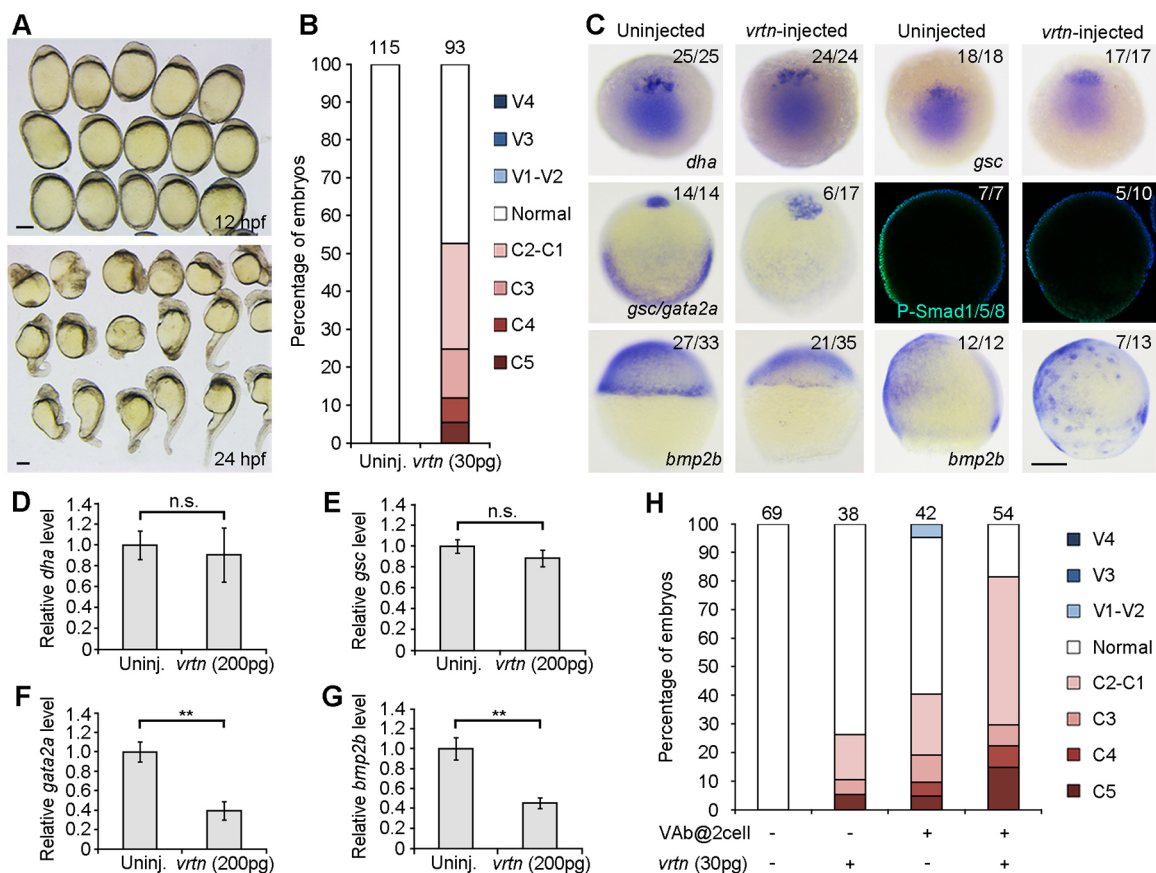 A
12 hpf
24 hpf
B
115 93
Percentage of embryos
100
90
80
70
60
50
40
30
20
10
0
Uninj. vrtn (30pg)
V4
V3
V1-V2
Normal
C2-C1
C3
C4
C5
C
Uninjected vrtn-injected Uninjected vrtn-injected
25/25 24/24 18/18 17/17
dha gsc
14/14 6/17 7/7 5/10
gsc/gata2a P-Smad1/5/8
27/33 21/35 12/12 7/13
bmp2b bmp2b
D
Relative dha level
n.s.
1.4
1.2
1.0
0.8
0.6
0.4
0.2
0
Uninj. vrtn (200pg)
E
Relative gsc level
n.s.
1.4
1.2
1.0
0.8
0.6
0.4
0.2
0
Uninj. vrtn (200pg)
F
Relative gata2a level
**
1.4
1.2
1.0
0.8
0.6
0.4
0.2
0
Uninj. vrtn (200pg)
G
Relative bmp2b level
**
1.4
1.2
1.0
0.8
0.6
0.4
0.2
0
Uninj. vrtn (200pg)
H
69 38 42 54
Percentage of embryos
100
90
80
70
60
50
40
30
20
10
0
VAb@2cell - - + +
vrtn (30pg) - + - +
V4
V3
V1-V2
Normal
C2-C1
C3
C4
C5